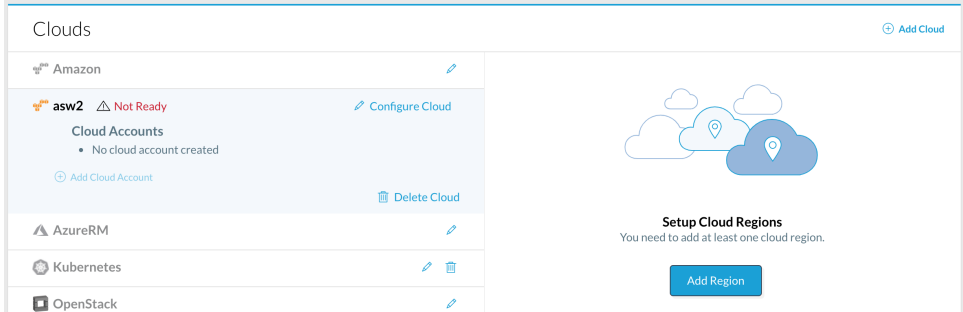 Clouds
Add Cloud
Amazon
asw2 Not Ready Configure Cloud
Cloud Accounts
• No cloud account created
Add Cloud Account
Delete Cloud
AzureRM
Kubernetes
OpenStack
Setup Cloud Regions
You need to add at least one cloud region.
Add Region